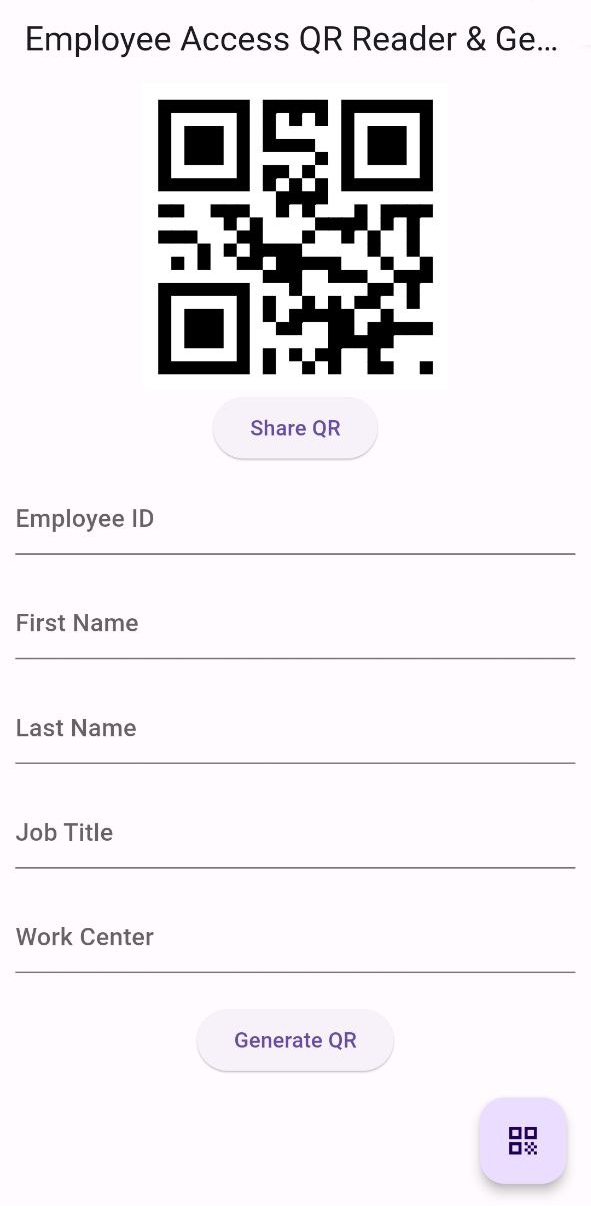 Employee Access QR Reader & Ge...
Share QR
Employee ID
First Name
Last Name
Job Title
Work Center
Generate QR